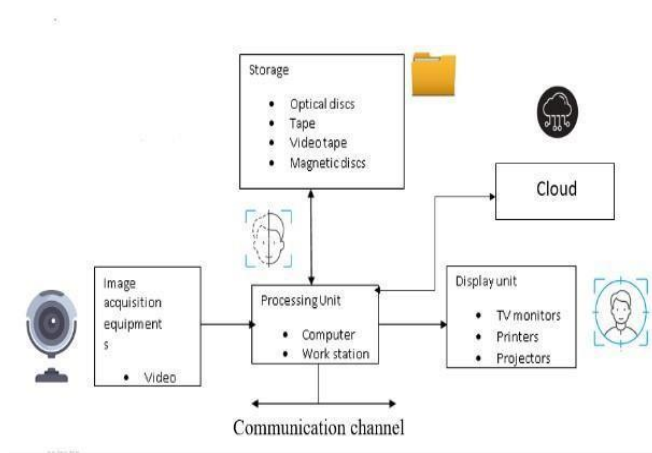 Storage
• Optical discs
• Tape
• Video tape
• Magnetic discs
Cloud
Image
acquisition
equipment
s
• Video
Processing Unit
• Computer
• Work station
Display unit
• TV monitors
• Printers
• Projectors
Communication channel